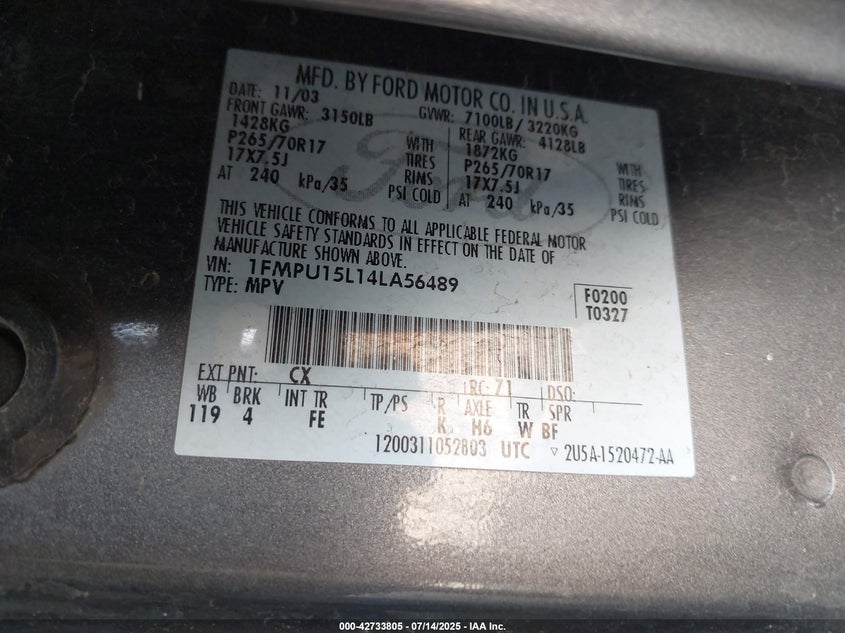 MFD. BY FORD MOTOR CO. IN U.S.A.
DATE: 11/03 GVWR: 7100LB/ 3220KG
FRONT GAWR: 3150LB REAR GAWR: 4128LB
1428KG WITH 1872KG WITH
P265/70R17 TIRES P265/70R17 TIRES
17X7.5J RIMS 17X7.5J RIMS
AT 240 kPa/35 PSI COLD AT 240 kPa/35 PSI COLD
Ford
THIS VEHICLE CONFORMS TO ALL APPLICABLE FEDERAL MOTOR
VEHICLE SAFETY STANDARDS IN EFFECT ON THE DATE OF
MANUFACTURE SHOWN ABOVE.
VIN: 1FMPU15L14LA56489
TYPE: MPV
F0200
T0327
EXT PNT: CX RC: 71 DSO:
WB BRK INT TR TP/PS R AXLE TR SPR
119 4 FE K H6 W BF
1200311052803 UTC ▽ 2U5A-1520472-AA
000-42733805 | 07/14/2025 - IAA Inc.